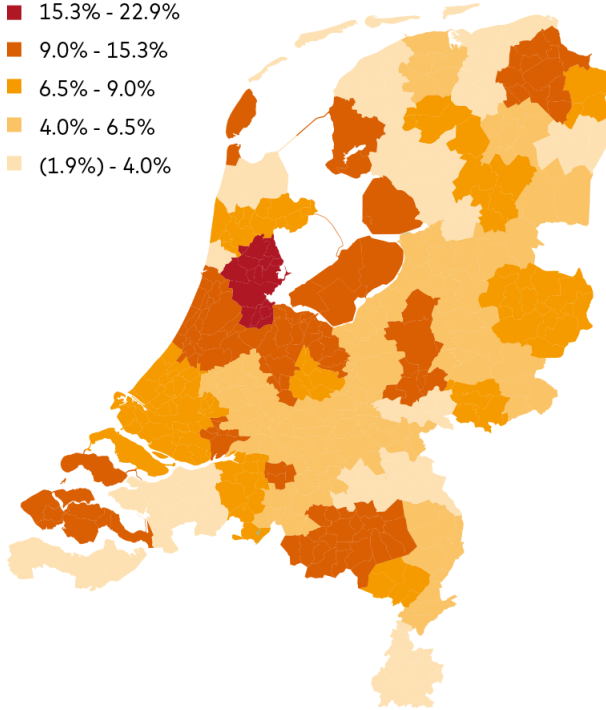 15.3% - 22.9%
9.0% - 15.3%
6.5% - 9.0%
4.0% - 6.5%
(1.9%) - 4.0%